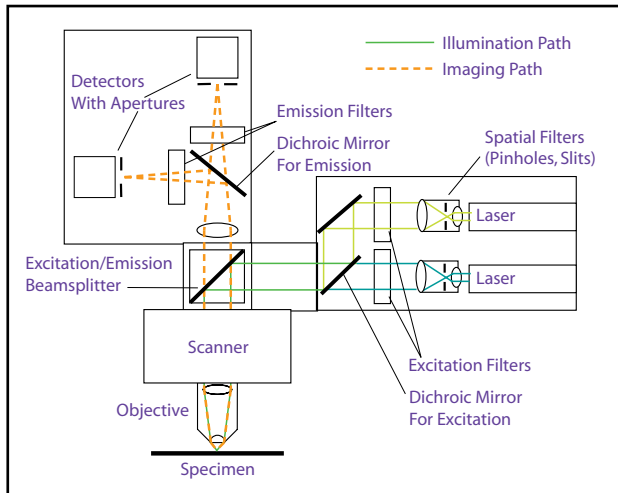 Illumination Path
Imaging Path
Detectors
With Apertures
Emission Filters
Dichroic Mirror
For Emission
Spatial Filters
(Pinholes, Slits)
Laser
Excitation/Emission
Beamsplitter
Laser
Scanner
Excitation Filters
Objective
Dichroic Mirror
For Excitation
Specimen